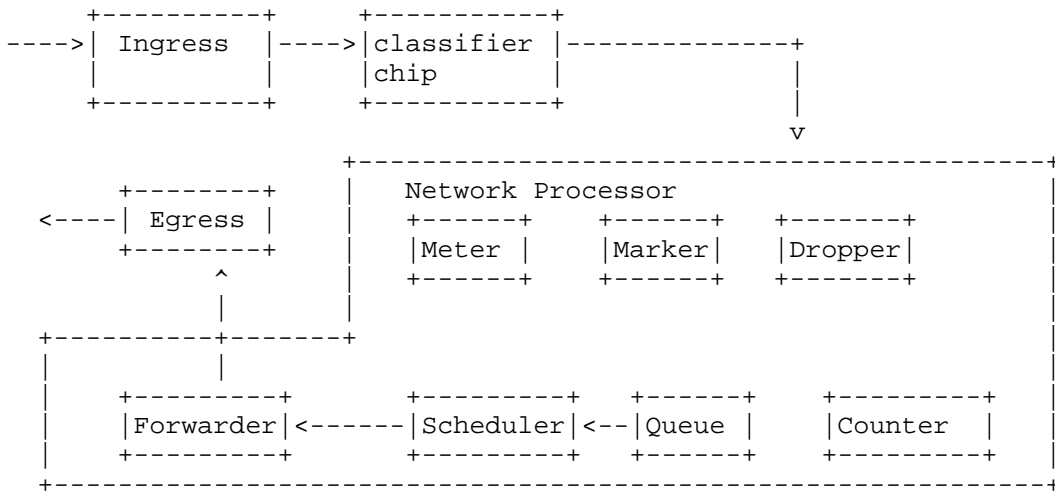 Ingress classifier
chip
Network Processor
Egress
Meter Marker Dropper
Forwarder Scheduler Queue Counter